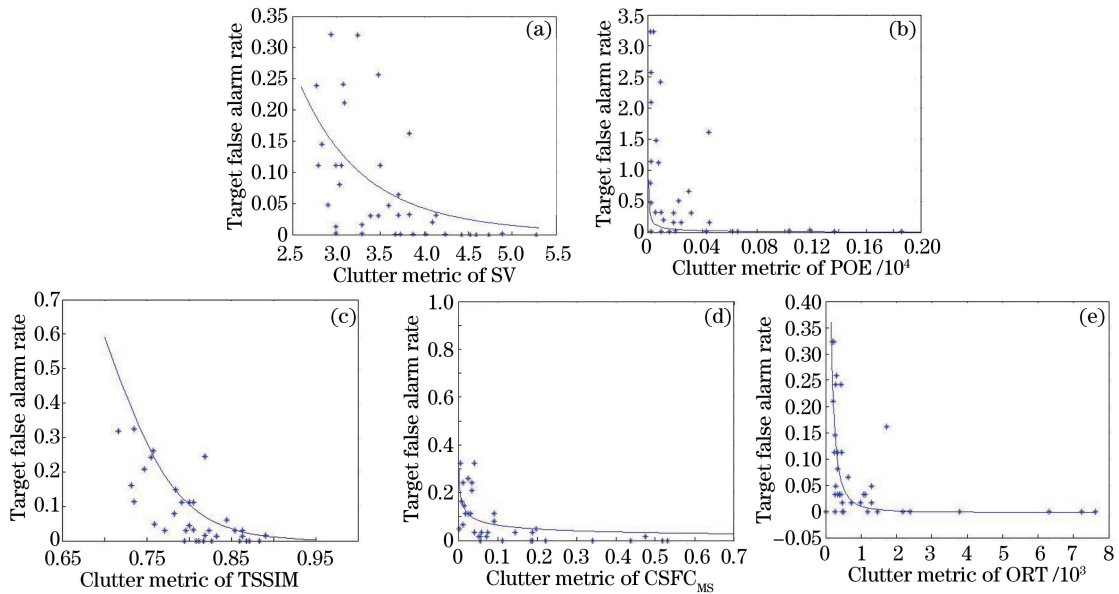 (a)
Target false alarm rate
0.35
0.30
0.25
0.20
0.15
0.10
0.05
0
2.5 3.0 3.5 4.0 4.5 5.0 5.5
Clutter metric of SV
(b)
Target false alarm rate
3.5
3.0
2.5
2.0
1.5
1.0
0.5
0
0 0.04 0.08 0.12 0.16 0.20
Clutter metric of POE /10⁴
(c)
Target false alarm rate
0.7
0.6
0.5
0.4
0.3
0.2
0.1
0
0.65 0.75 0.85 0.95
Clutter metric of TSSIM
(d)
Target false alarm rate
1.0
0.8
0.6
0.4
0.2
0
0 0.1 0.2 0.3 0.4 0.5 0.6 0.7
Clutter metric of CSFC_MS
(e)
Target false alarm rate
0.40
0.35
0.30
0.25
0.20
0.15
0.10
0.05
0
−0.05
0 1 2 3 4 5 6 7 8
Clutter metric of ORT /10³